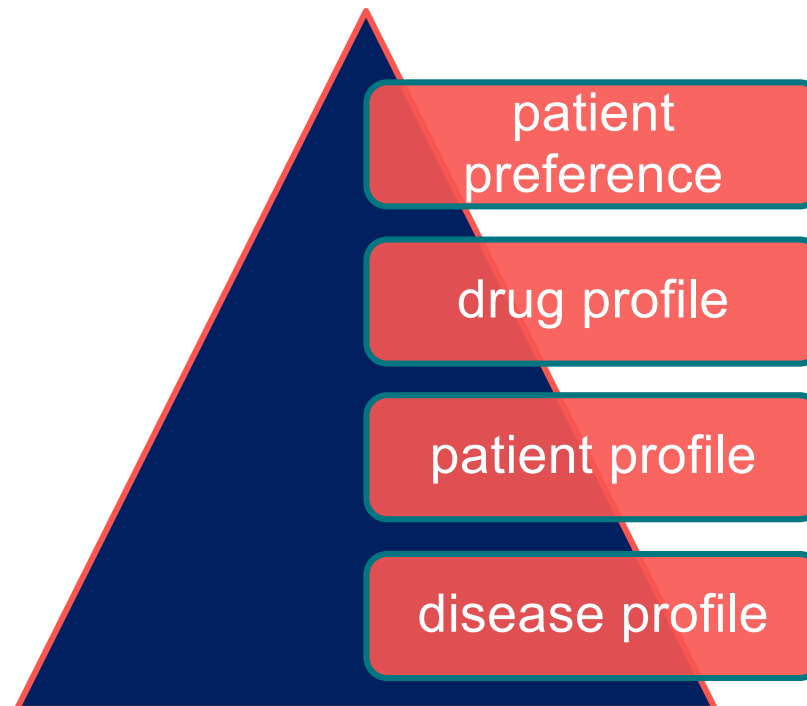 patient
preference
drug profile
patient profile
disease profile